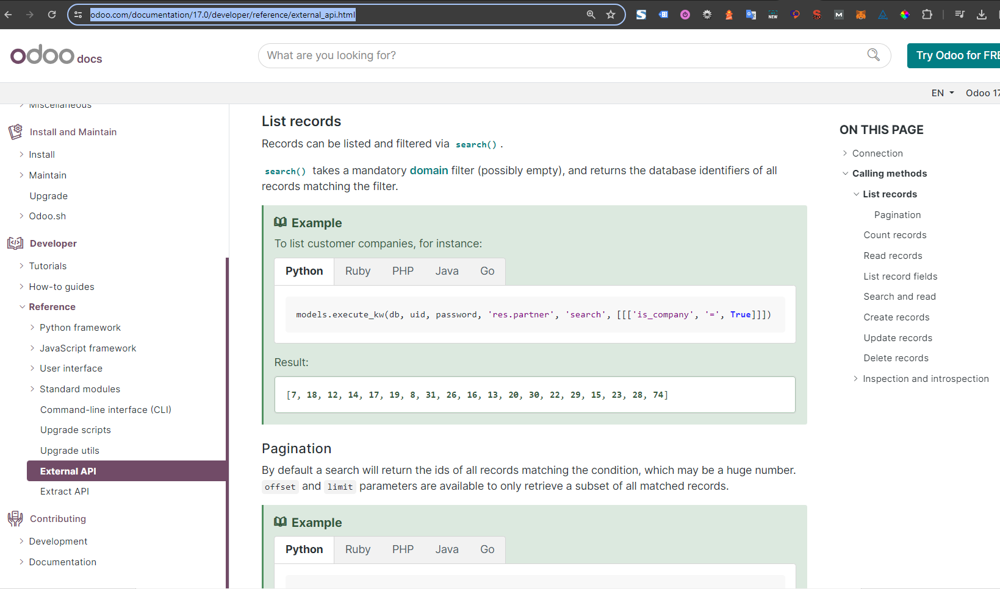 odoo.com/documentation/17.0/developer/reference/external_api.html
odoo docs
What are you looking for?
Try Odoo for FRE
EN
Odoo 17
Miscellaneous
Install and Maintain
Install
Maintain
Upgrade
Odoo.sh
Developer
Tutorials
How-to guides
Reference
Python framework
JavaScript framework
User interface
Standard modules
Command-line interface (CLI)
Upgrade scripts
Upgrade utils
External API
Extract API
Contributing
Development
Documentation
List records
Records can be listed and filtered via search() .
search() takes a mandatory domain filter (possibly empty), and returns the database identifiers of all
records matching the filter.
Example
To list customer companies, for instance:
Python Ruby PHP Java Go
models.execute_kw(db, uid, password, 'res.partner', 'search', [[['is_company', '=', True]]])
Result:
[7, 18, 12, 14, 17, 19, 8, 31, 26, 16, 13, 20, 30, 22, 29, 15, 23, 28, 74]
Pagination
By default a search will return the ids of all records matching the condition, which may be a huge number.
offset and limit parameters are available to only retrieve a subset of all matched records.
Example
Python Ruby PHP Java Go
ON THIS PAGE
Connection
Calling methods
List records
Pagination
Count records
Read records
List record fields
Search and read
Create records
Update records
Delete records
Inspection and introspection